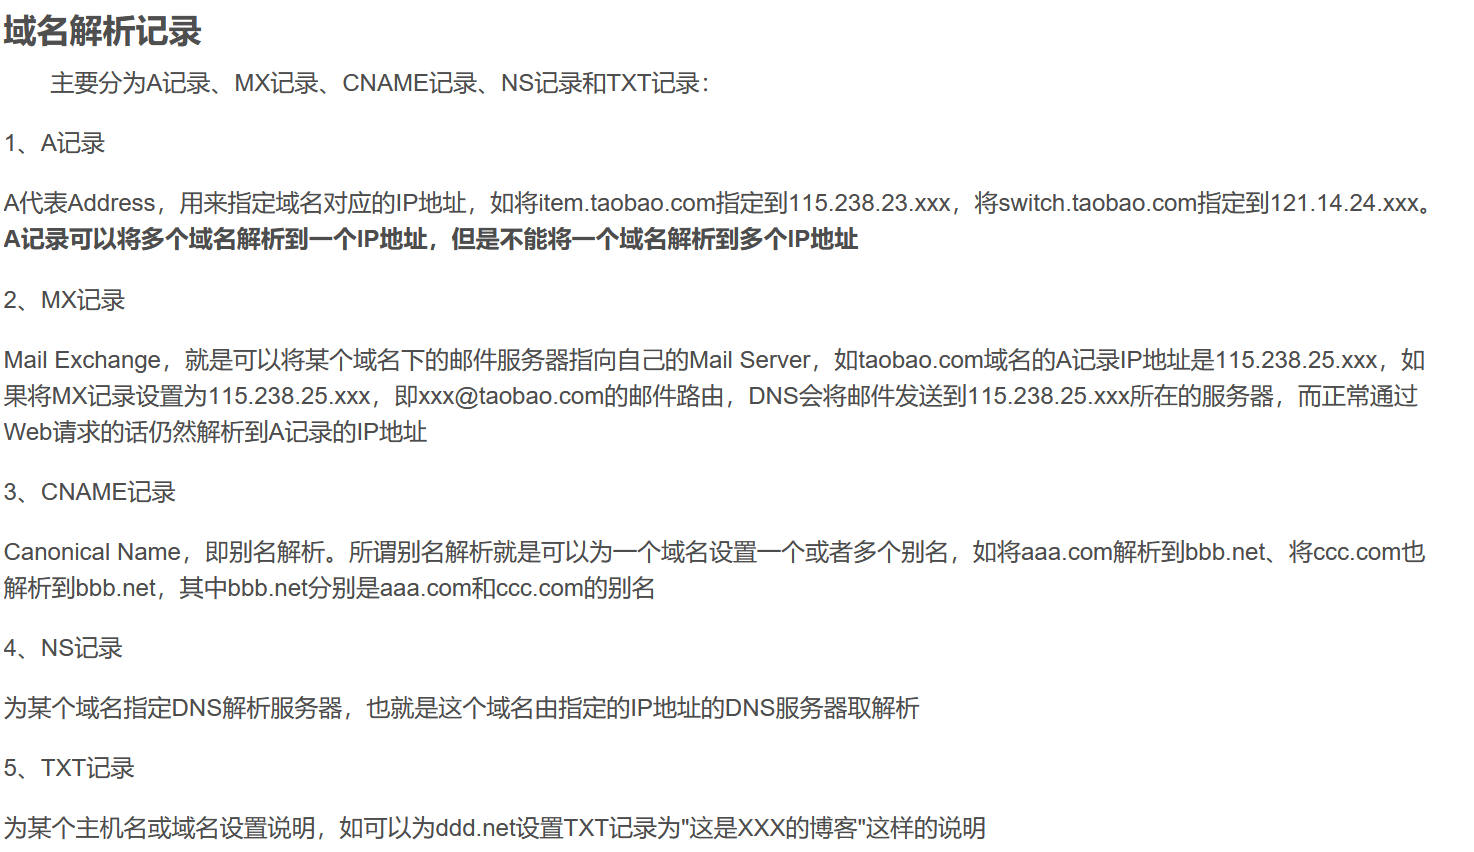 域名解析记录
主要分为A记录、MX记录、CNAME记录、NS记录和TXT记录：
1、A记录
A代表Address，用来指定域名对应的IP地址，如将item.taobao.com指定到115.238.23.xxx，将switch.taobao.com指定到121.14.24.xxx。
A记录可以将多个域名解析到一个IP地址，但是不能将一个域名解析到多个IP地址
2、MX记录
Mail Exchange，就是可以将某个域名下的邮件服务器指向自己的Mail Server，如taobao.com域名的A记录IP地址是115.238.25.xxx，如
果将MX记录设置为115.238.25.xxx，即xxx@taobao.com的邮件路由，DNS会将邮件发送到115.238.25.xxx所在的服务器，而正常通过
Web请求的话仍然解析到A记录的IP地址
3、CNAME记录
Canonical Name，即别名解析。所谓别名解析就是可以为一个域名设置一个或者多个别名，如将aaa.com解析到bbb.net、将ccc.com也
解析到bbb.net，其中bbb.net分别是aaa.com和ccc.com的别名
4、NS记录
为某个域名指定DNS解析服务器，也就是这个域名由指定的IP地址的DNS服务器取解析
5、TXT记录
为某个主机名或域名设置说明，如可以为ddd.net设置TXT记录为"这是XXX的博客"这样的说明